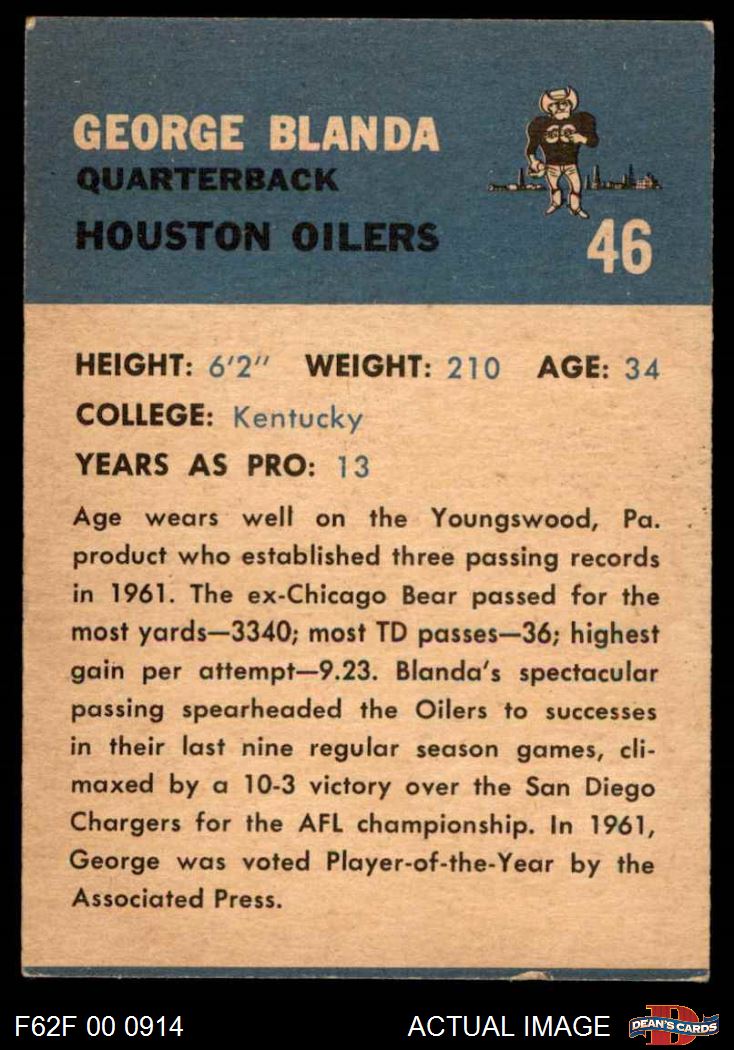 GEORGE BLANDA
QUARTERBACK
HOUSTON OILERS
46
HEIGHT: 6'2" WEIGHT: 210 AGE: 34
COLLEGE: Kentucky
YEARS AS PRO: 13
Age wears well on the Youngswood, Pa.
product who established three passing records
in 1961. The ex-Chicago Bear passed for the
most yards—3340; most TD passes—36; highest
gain per attempt—9.23. Blanda's spectacular
passing spearheaded the Oilers to successes
in their last nine regular season games, cli-
maxed by a 10-3 victory over the San Diego
Chargers for the AFL championship. In 1961,
George was voted Player-of-the-Year by the
Associated Press.
F62F 00 0914 ACTUAL IMAGE
DEAN'S CARDS